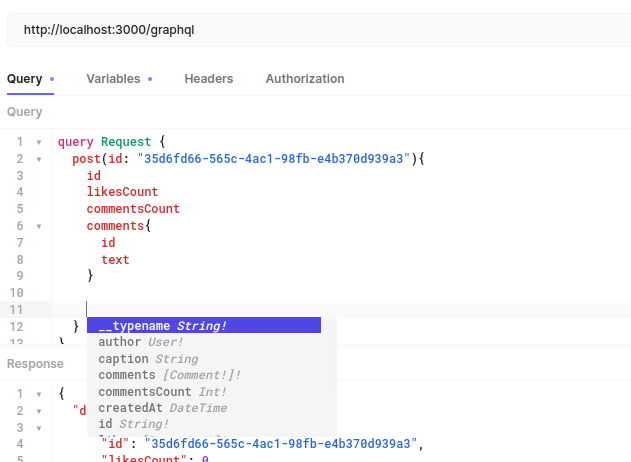 http://localhost:3000/graphql
Query Variables Headers Authorization
Query
1 query Request {
2 post(id: "35d6fd66-565c-4ac1-98fb-e4b370d939a3"){
3 id
4 likesCount
5 commentsCount
6 comments{
7 id
8 text
9 }
10
11
__typename String!
12 }
author User!
13 }
caption String
Response
comments [Comment!]!
1 {
commentsCount Int!
2 "d
createdAt DateTime
3
id String!
4 "id": "35d6fd66-565c-4ac1-98fb-e4b370d939a3",
5 "likesCount": 0